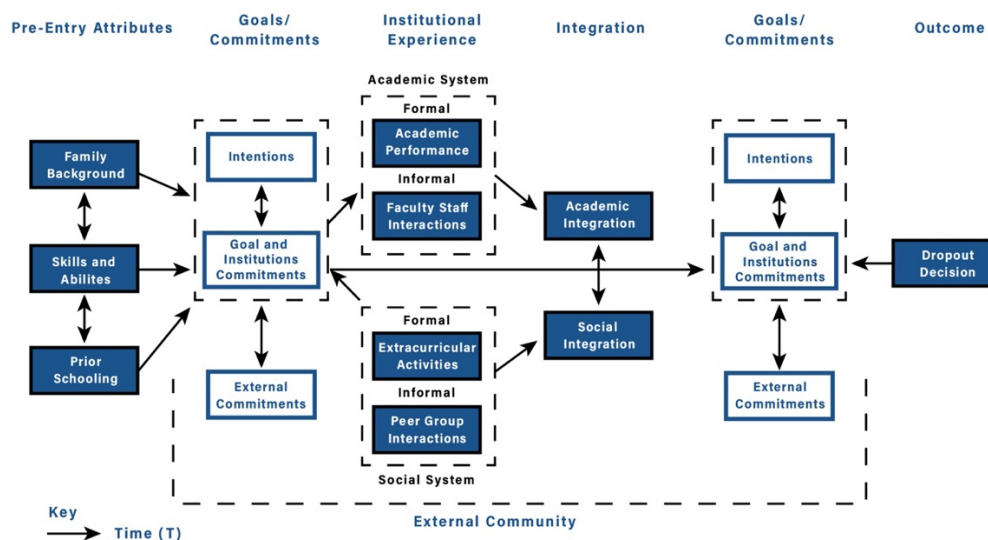 Pre-Entry Attributes
Goals/
Commitments
Institutional
Experience
Integration
Goals/
Commitments
Outcome
Academic System
Formal
Academic
Performance
Informal
Faculty Staff
Interactions
Family
Background
Skills and
Abilites
Prior
Schooling
Intentions
Goal and
Institutions
Commitments
External
Commitments
Formal
Extracurricular
Activities
Informal
Peer Group
Interactions
Social System
Academic
Integration
Social
Integration
Intentions
Goal and
Institutions
Commitments
External
Commitments
Dropout
Decision
External Community
Key
Time (T)